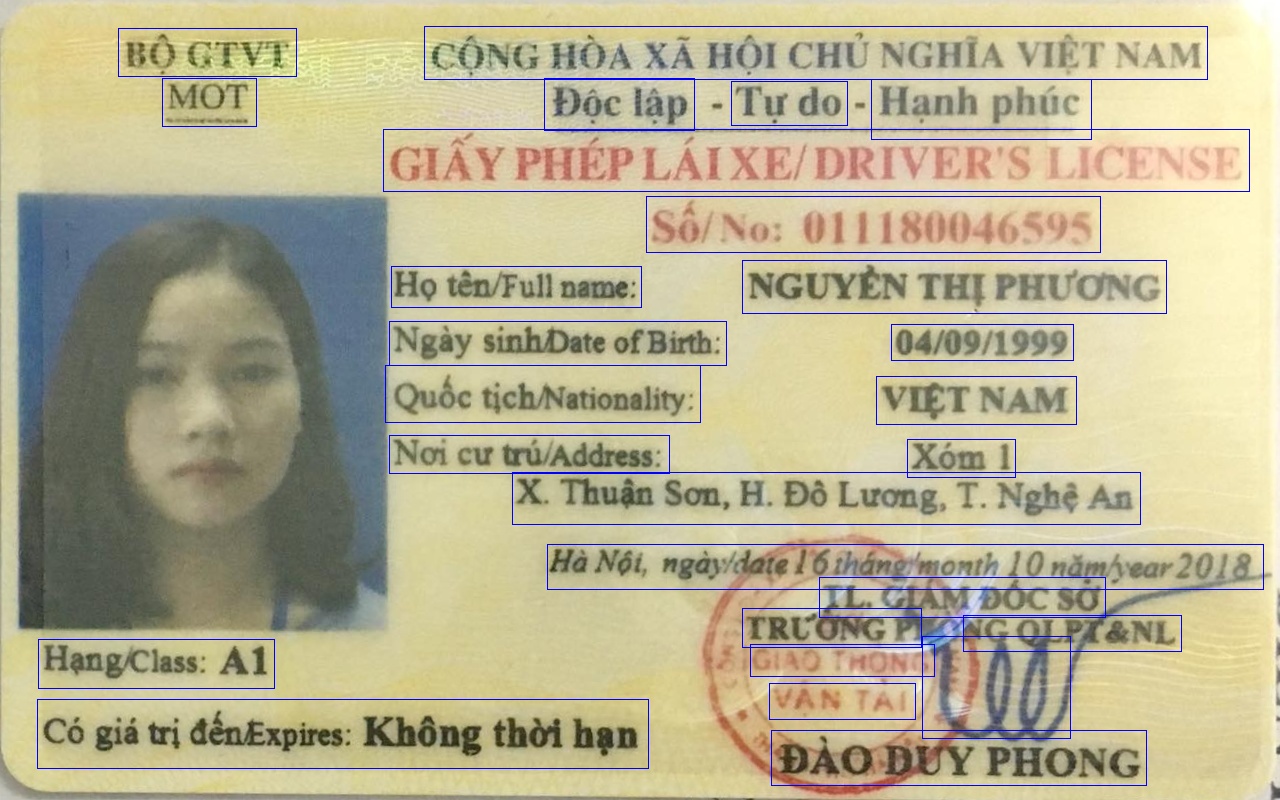 BỘ GTVT
MOT
CỘNG HÒA XÃ HỘI CHỦ NGHĨA VIỆT NAM
Độc lập - Tự do - Hạnh phúc
GIẤY PHÉP LÁI XE/ DRIVER'S LICENSE
Số/ No: 011180046595
Họ tên/Full name: NGUYỄN THỊ PHƯƠNG
Ngày sinh/Date of Birth: 04/09/1999
Quốc tịch/Nationality: VIỆT NAM
Nơi cư trú/Address: Xóm 1
X. Thuận Sơn, H. Đô Lương, T. Nghệ An
Hà Nội, ngày/date 16 tháng/month 10 năm/year 2018
TL. GIÁM ĐỐC SỞ
TRƯỞNG PHÒNG QLPT&NL
GIAO THÔNG
VẬN TẢI
Hạng/Class: A1
Có giá trị đến/Expires: Không thời hạn
ĐÀO DUY PHONG